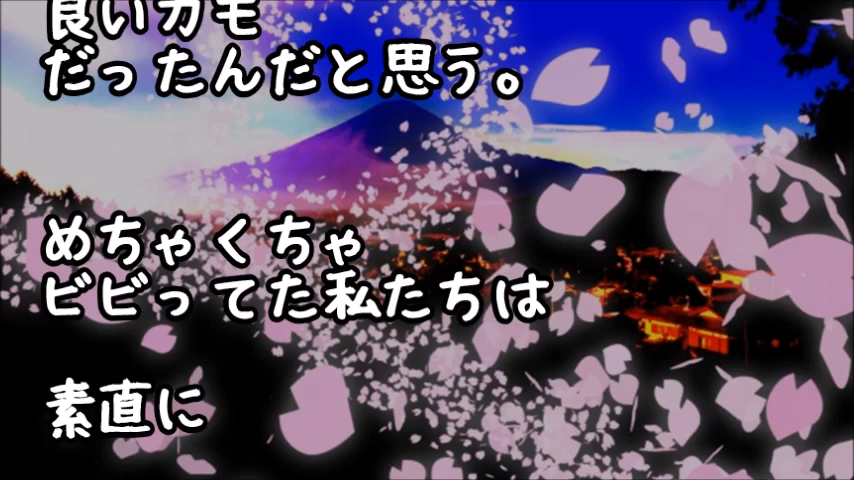 良いカモ
だったんだと思う。
めちゃくちゃ
ビビってた私たちは
素直に